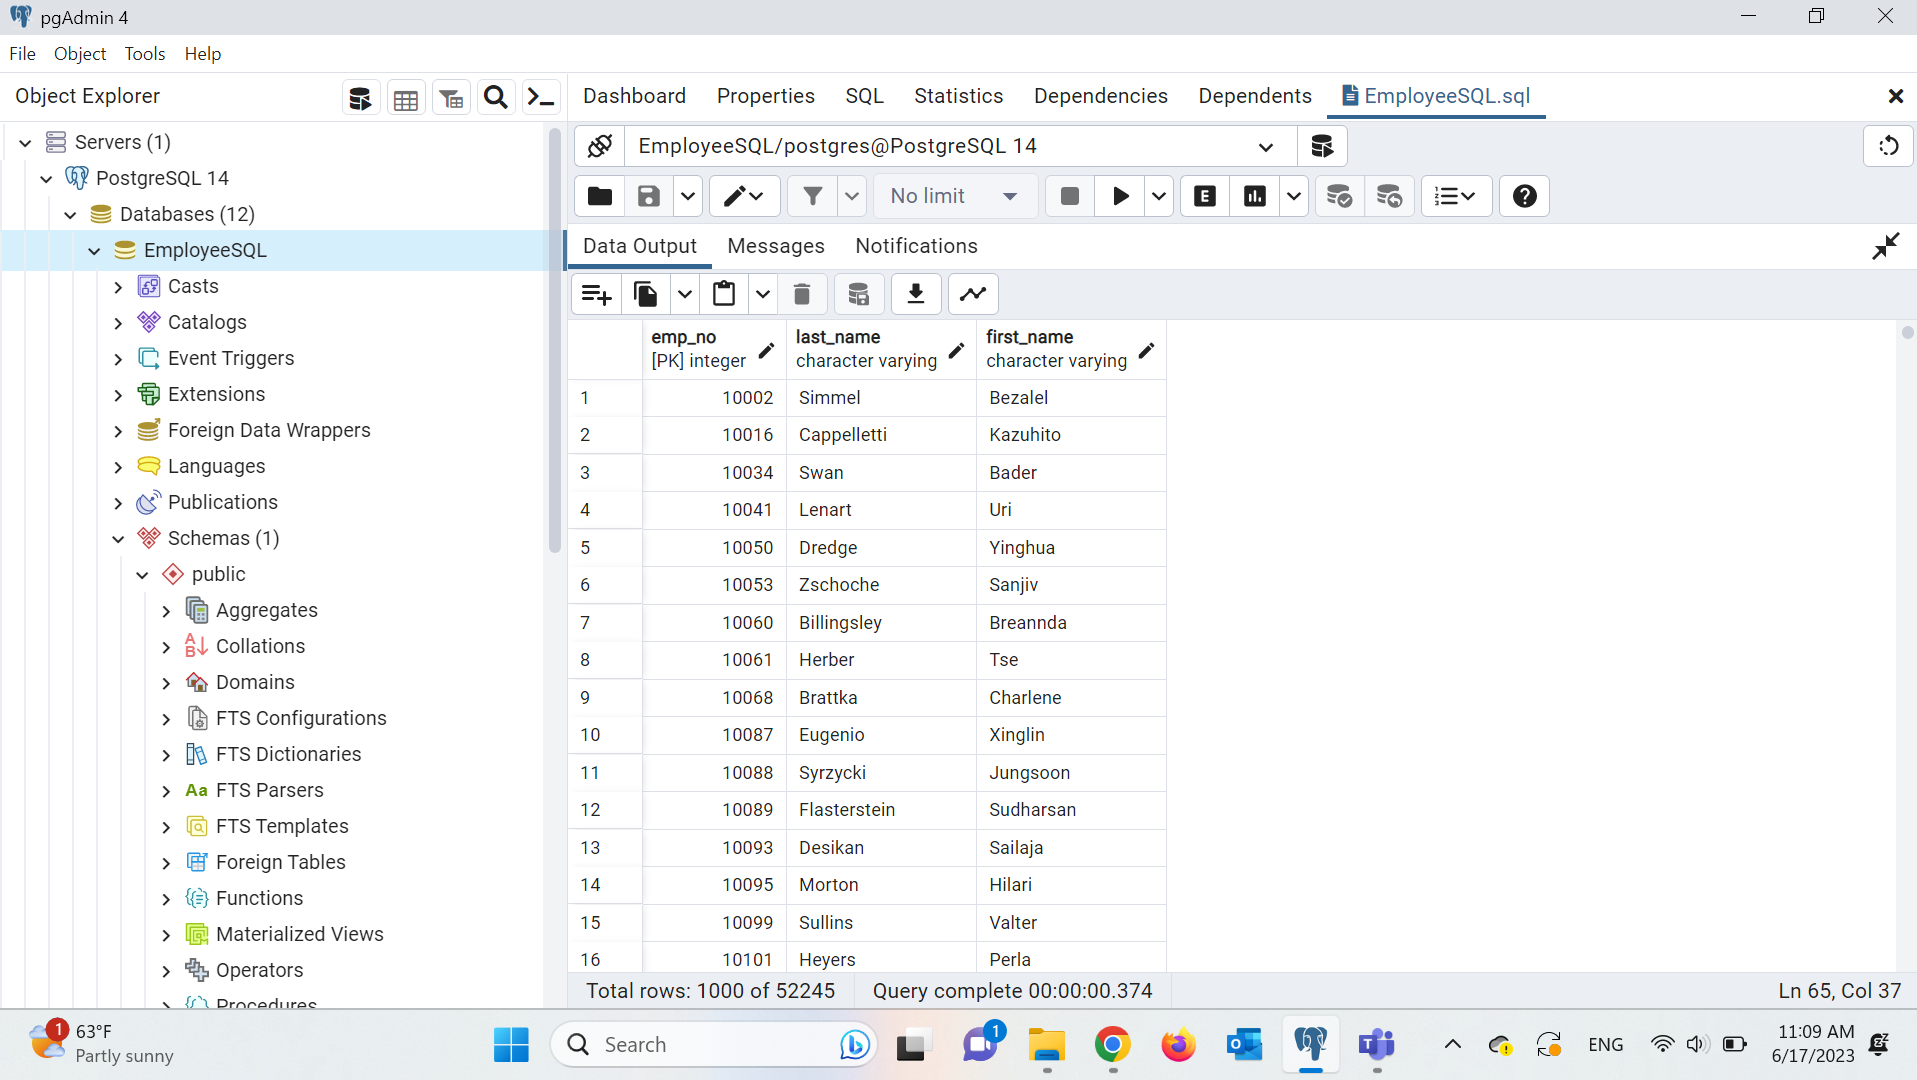 pgAdmin 4
File Object Tools Help
Object Explorer
Dashboard Properties SQL Statistics Dependencies Dependents EmployeeSQL.sql
Servers (1)
PostgreSQL 14
Databases (12)
EmployeeSQL
Casts
Catalogs
Event Triggers
Extensions
Foreign Data Wrappers
Languages
Publications
Schemas (1)
public
Aggregates
A
B
Collations
Domains
FTS Configurations
FTS Dictionaries
Aa FTS Parsers
FTS Templates
Foreign Tables
Functions
Materialized Views
Operators
Procedures
EmployeeSQL/postgres@PostgreSQL 14
No limit
E
Data Output Messages Notifications
emp_no last_name first_name
[PK] integer character varying character varying
1 10002 Simmel Bezalel
2 10016 Cappelletti Kazuhito
3 10034 Swan Bader
4 10041 Lenart Uri
5 10050 Dredge Yinghua
6 10053 Zschoche Sanjiv
7 10060 Billingsley Breannda
8 10061 Herber Tse
9 10068 Brattka Charlene
10 10087 Eugenio Xinglin
11 10088 Syrzycki Jungsoon
12 10089 Flasterstein Sudharsan
13 10093 Desikan Sailaja
14 10095 Morton Hilari
15 10099 Sullins Valter
16 10101 Heyers Perla
Total rows: 1000 of 52245 Query complete 00:00:00.374 Ln 65, Col 37
1 63°F
Partly sunny
Search
1
ENG
11:09 AM
6/17/2023